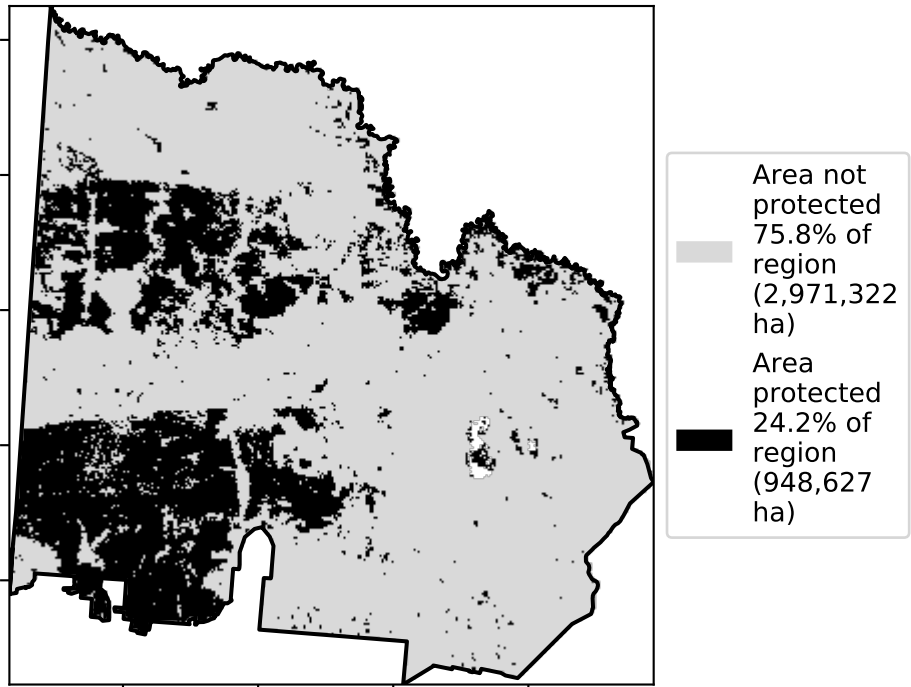 Area not
protected
75.8% of
region
(2,971,322
ha)
Area
protected
24.2% of
region
(948,627
ha)